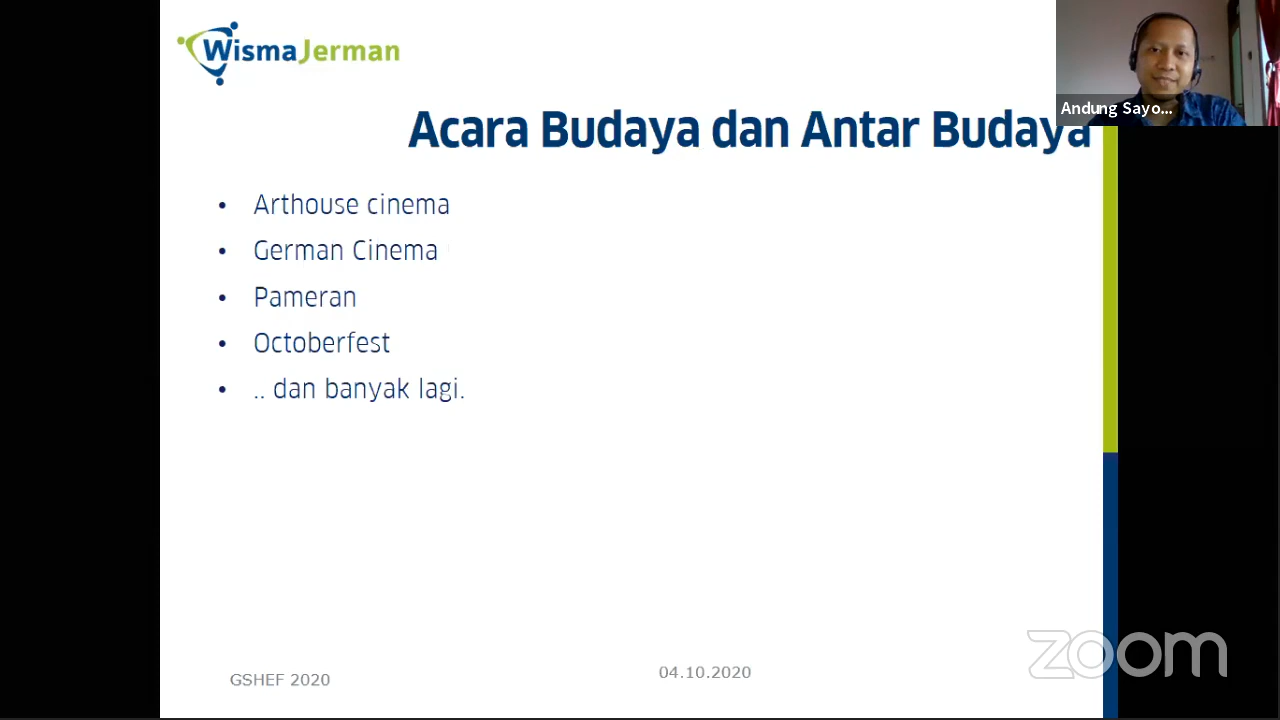 WismaJerman
Andung Sayo...
Acara Budaya dan Antar Budaya
• Arthouse cinema
• German Cinema
• Pameran
• Octoberfest
• .. dan banyak lagi.
GSHEF 2020
04.10.2020
zoom